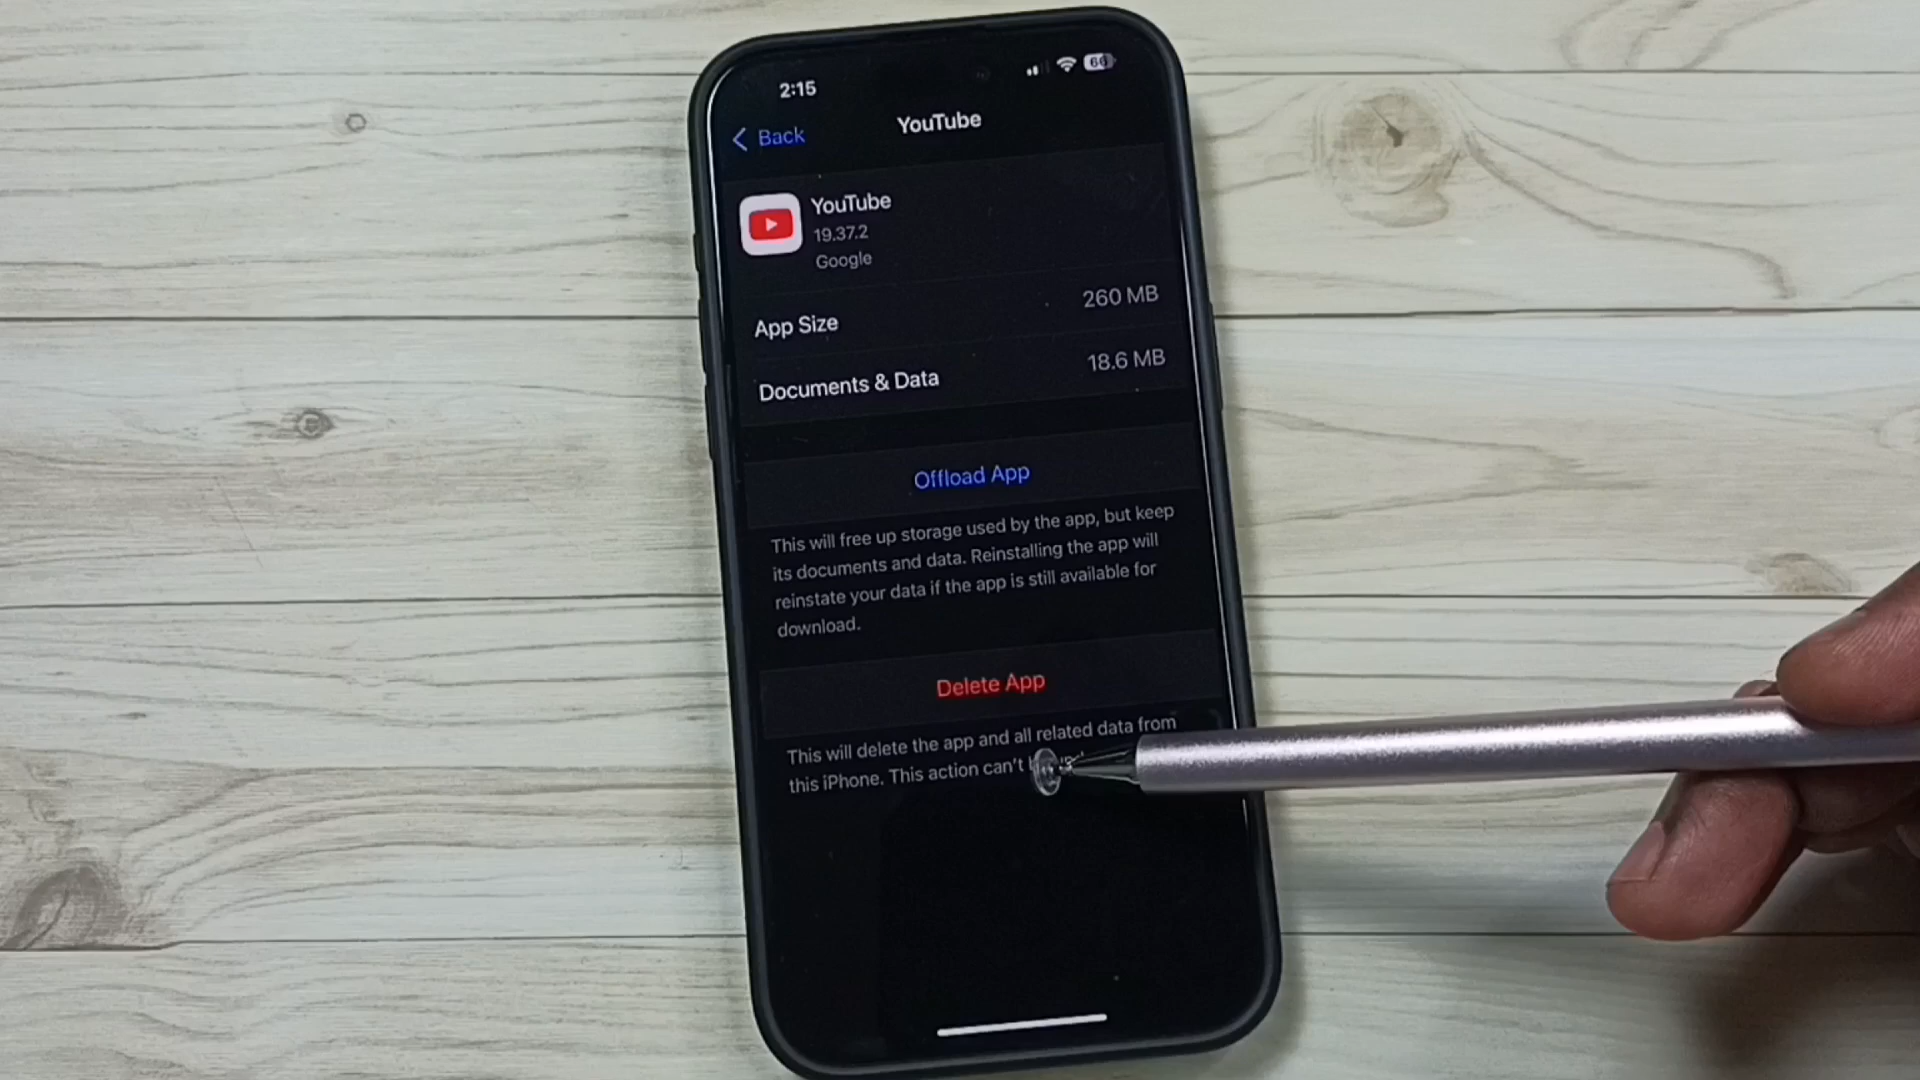 2:15
66
Back
YouTube
YouTube
19.37.2
Google
App Size
260 MB
Documents & Data
18.6 MB
Offload App
This will free up storage used by the app, but keep
its documents and data. Reinstalling the app will
reinstate your data if the app is still available for
download.
Delete App
This will delete the app and all related data from
this iPhone. This action can't